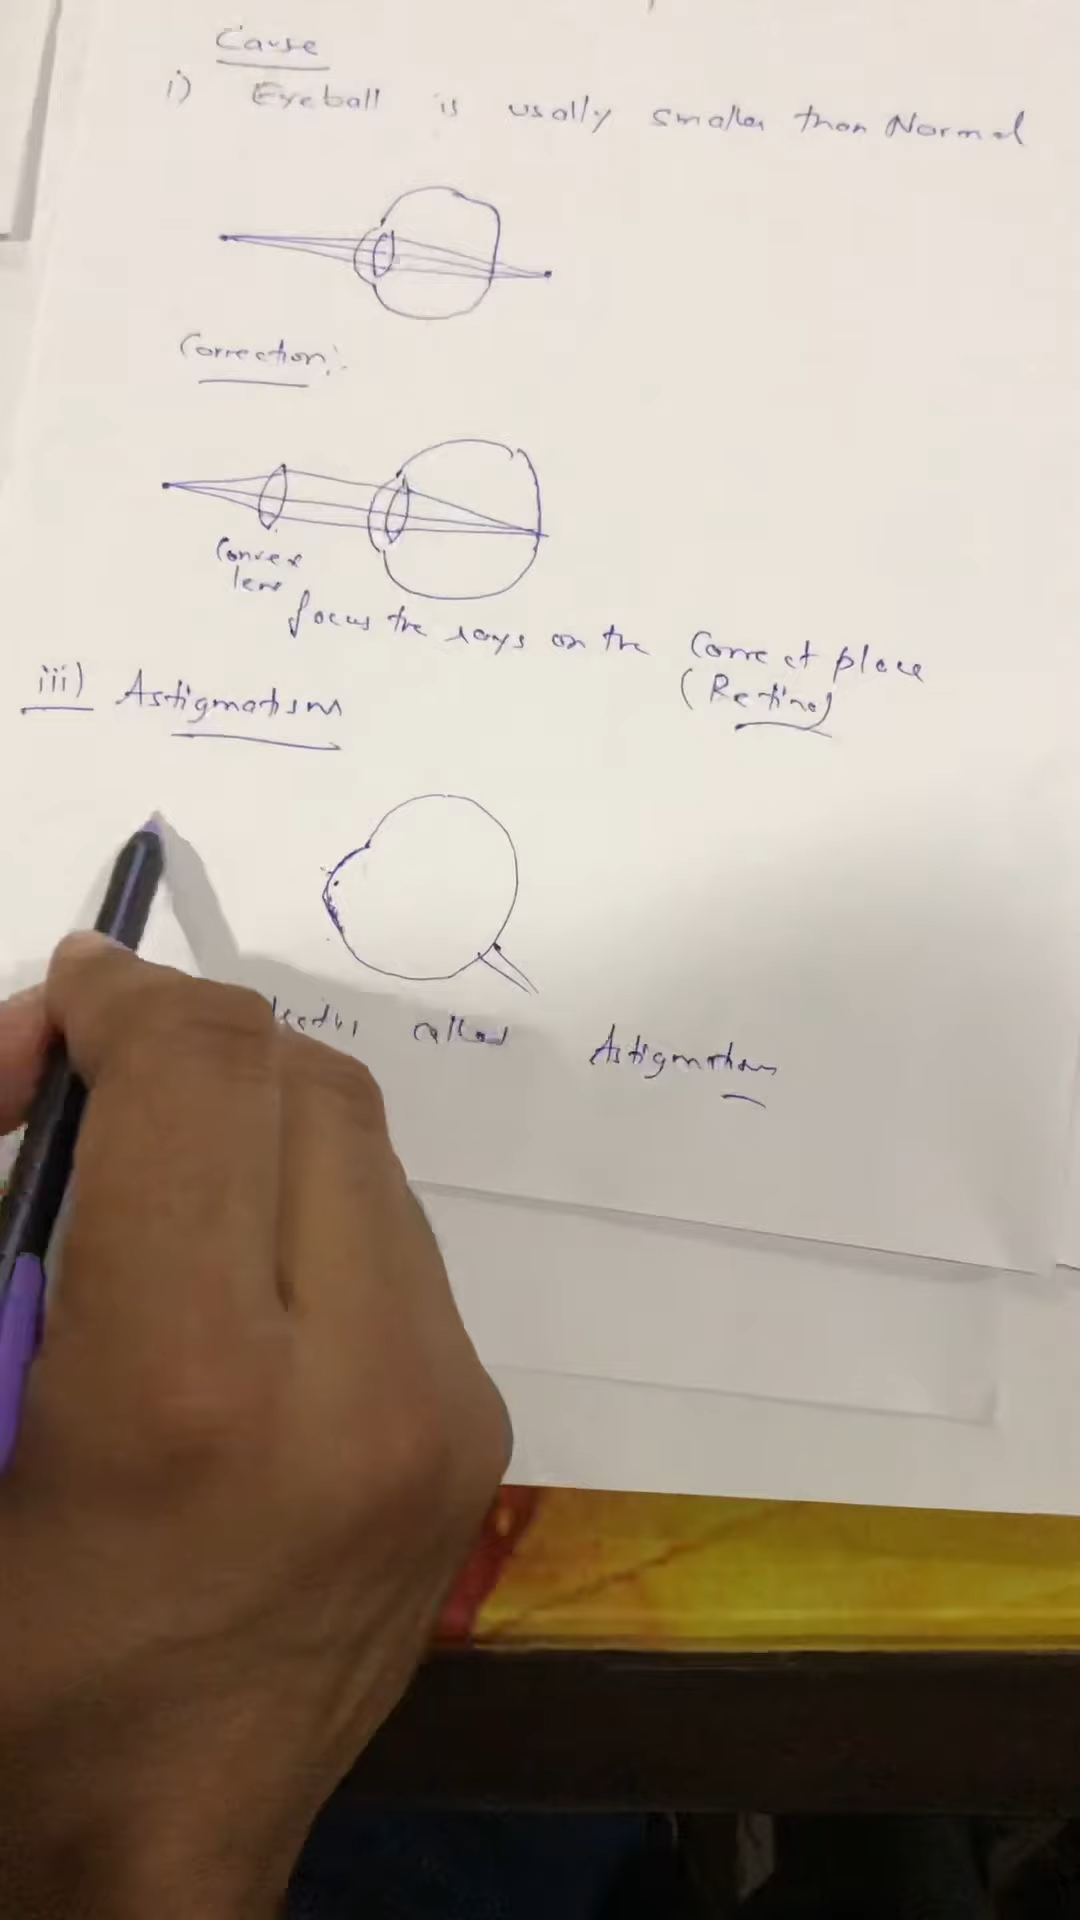 Cause
i) Eyeball is usally smaller than Normal
Correction:
Convex
lens
focus the rays on the Correct place
(Retina)
iii) Astigmatism
called Astigmatism